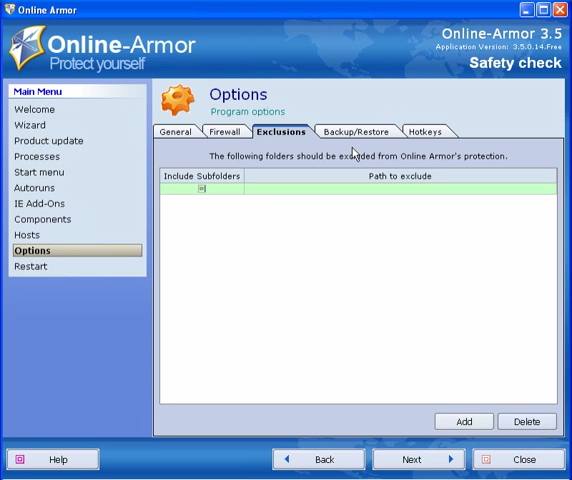 Online Armor
Online-Armor
Protect yourself
Online-Armor 3.5
Application Version: 3.5.0.14.Free
Safety check
Main Menu
Welcome
Wizard
Product update
Processes
Start menu
Autoruns
IE Add-Ons
Components
Hosts
Options
Restart
Options
Program options
General Firewall Exclusions Backup/Restore Hotkeys
The following folders should be excluded from Online Armor's protection.
Include Subfolders Path to exclude
Add Delete
Help Back Next Close